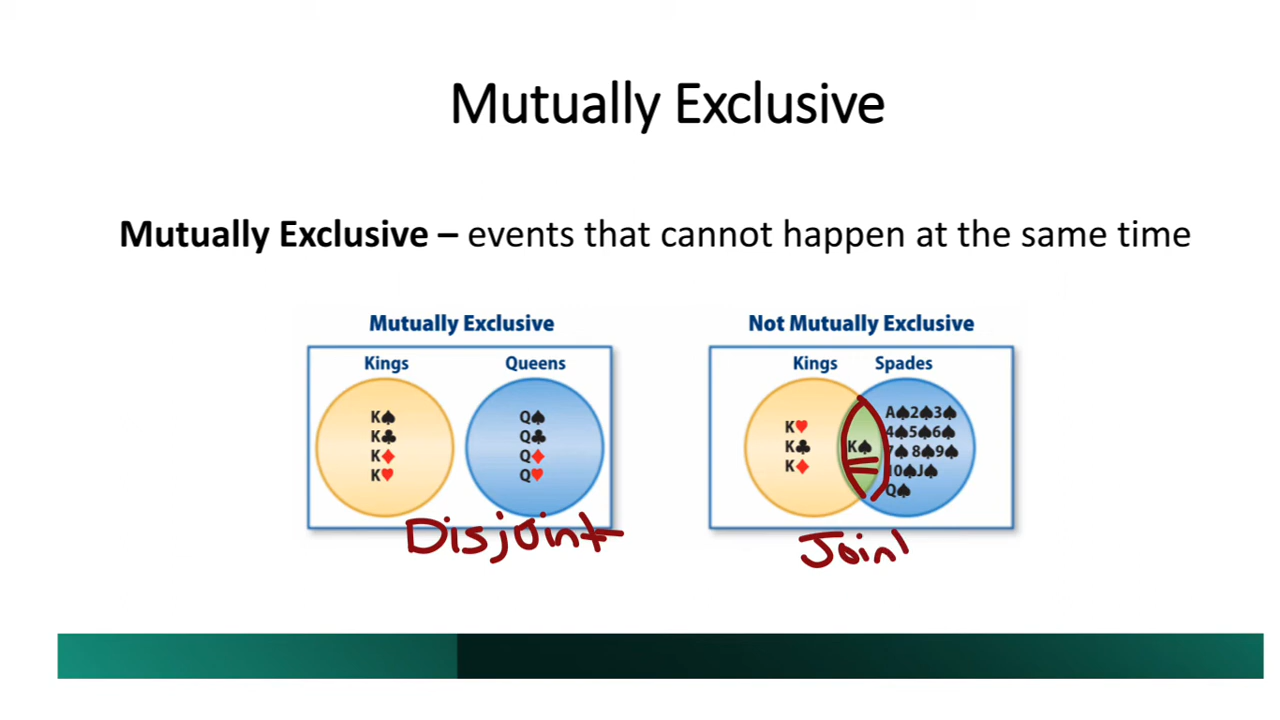 Mutually Exclusive
Mutually Exclusive – events that cannot happen at the same time
Mutually Exclusive
Kings Queens
K♠
K♣
K♦
K♥
Q♠
Q♣
Q♦
Q♥
Disjoint
Not Mutually Exclusive
Kings Spades
K♥
K♣
K♦
K♠
A♠2♠3♠
4♠5♠6♠
7♠ 8♠9♠
10♠J♠
Q♠
Join